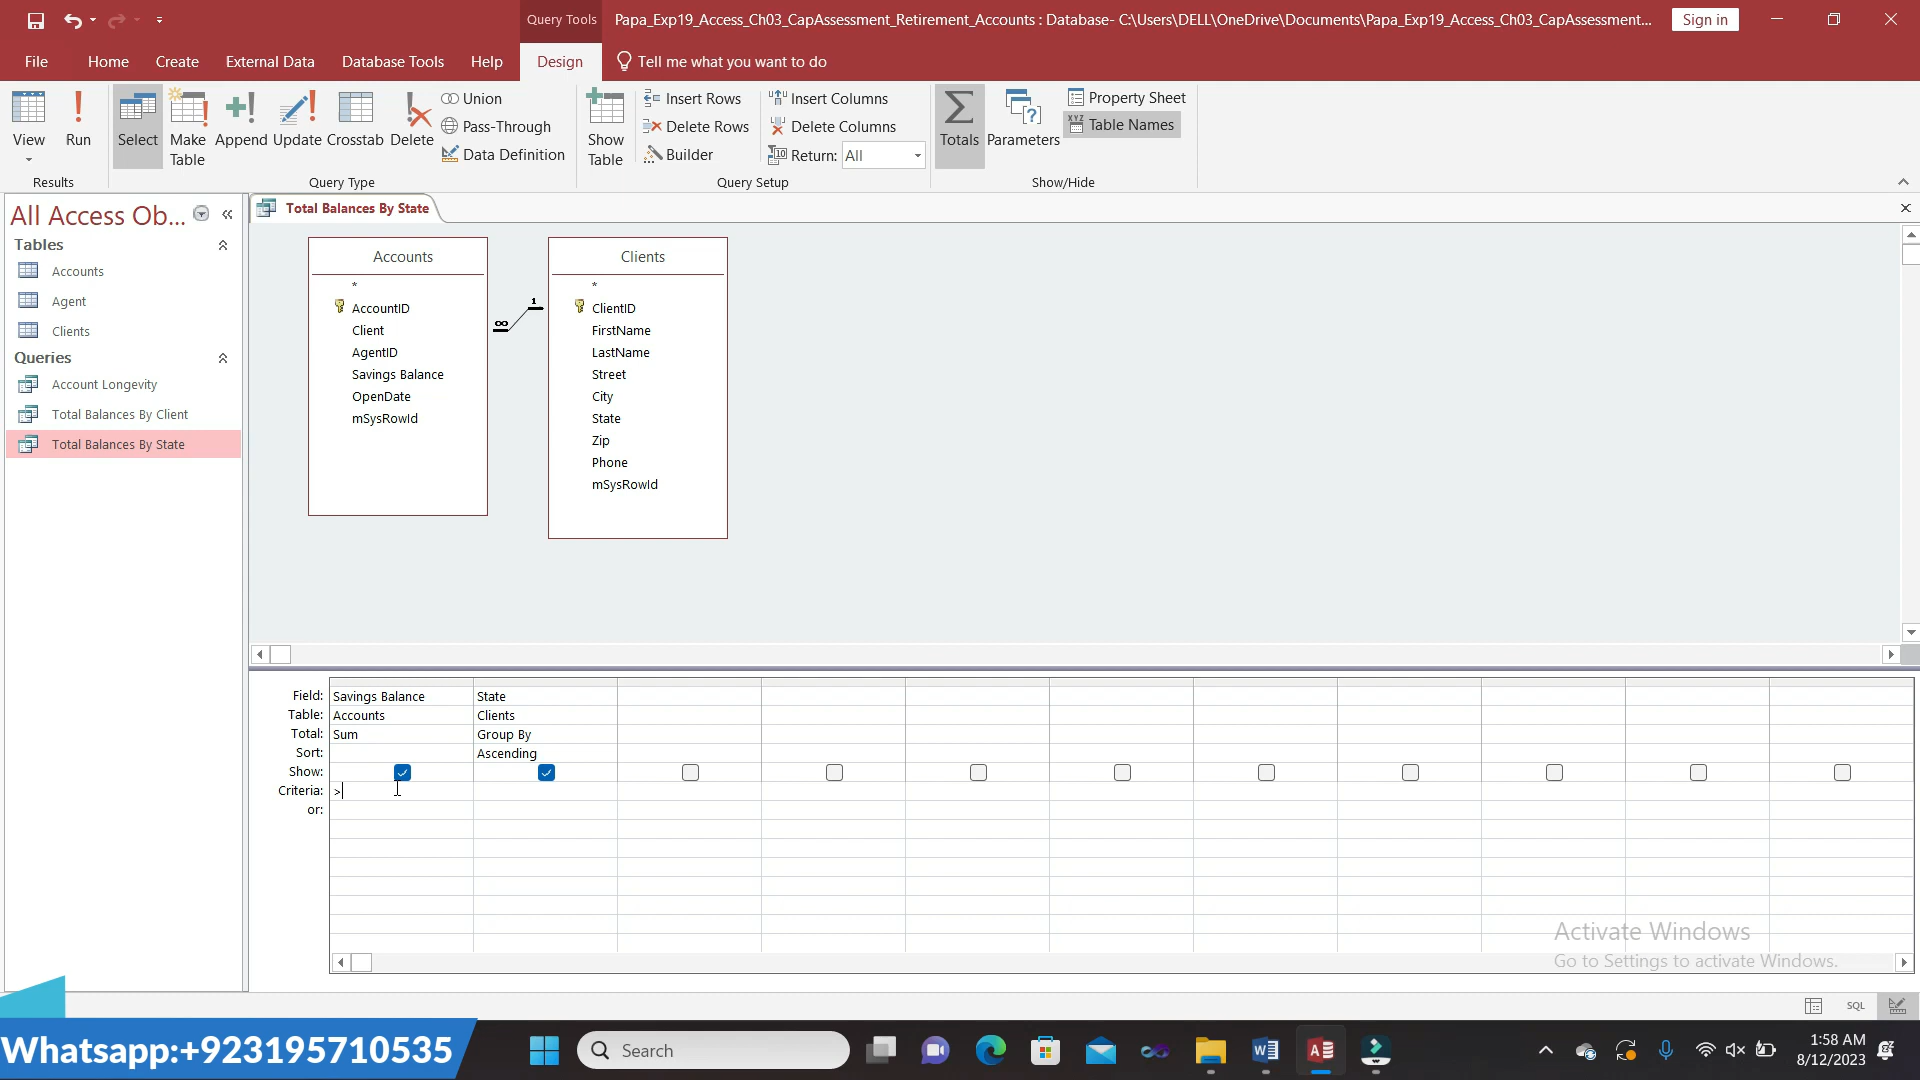 Query Tools
Papa_Exp19_Access_Ch03_CapAssessment_Retirement_Accounts : Database- C:\Users\DELL\OneDrive\Documents\Papa_Exp19_Access_Ch03_CapAssessment...
Sign in
File
Home
Create
External Data
Database Tools
Help
Design
Tell me what you want to do
View
Run
Select
Make Table
Append
Update
Crosstab
Delete
Union
Pass-Through
Data Definition
Show Table
Insert Rows
Delete Rows
Builder
Insert Columns
Delete Columns
Return: All
Totals
Parameters
Property Sheet
Table Names
Results
Query Type
Query Setup
Show/Hide
All Access Ob...
Tables
Accounts
Agent
Clients
Queries
Account Longevity
Total Balances By Client
Total Balances By State
Total Balances By State
Accounts
*
AccountID
Client
AgentID
Savings Balance
OpenDate
mSysRowId
∞
1
Clients
*
ClientID
FirstName
LastName
Street
City
State
Zip
Phone
mSysRowId
Field: Savings Balance State
Table: Accounts Clients
Total: Sum Group By
Sort: Ascending
Show:
Criteria: >
or:
Activate Windows
Go to Settings to activate Windows.
SQL
Whatsapp:+923195710535
Search
1:58 AM
8/12/2023